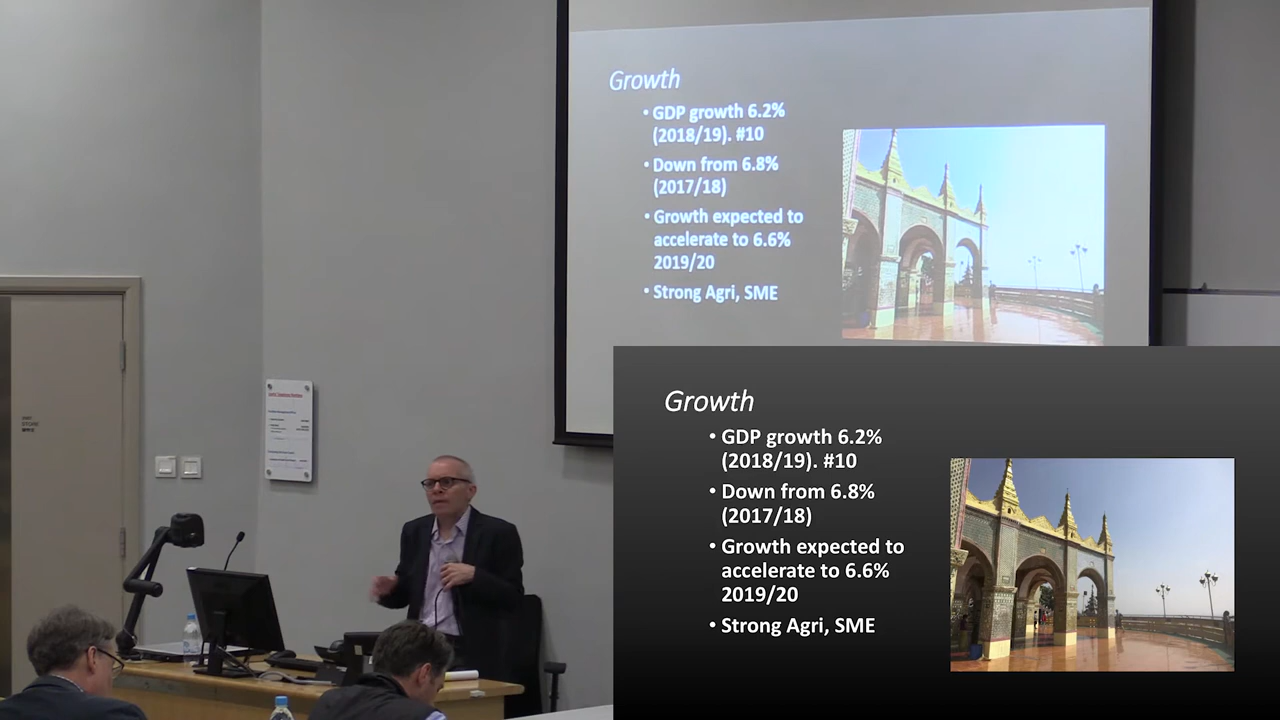 Growth
• GDP growth 6.2%
(2018/19). #10
• Down from 6.8%
(2017/18)
• Growth expected to
accelerate to 6.6%
2019/20
• Strong Agri, SME
Growth
• GDP growth 6.2%
(2018/19). #10
• Down from 6.8%
(2017/18)
• Growth expected to
accelerate to 6.6%
2019/20
• Strong Agri, SME